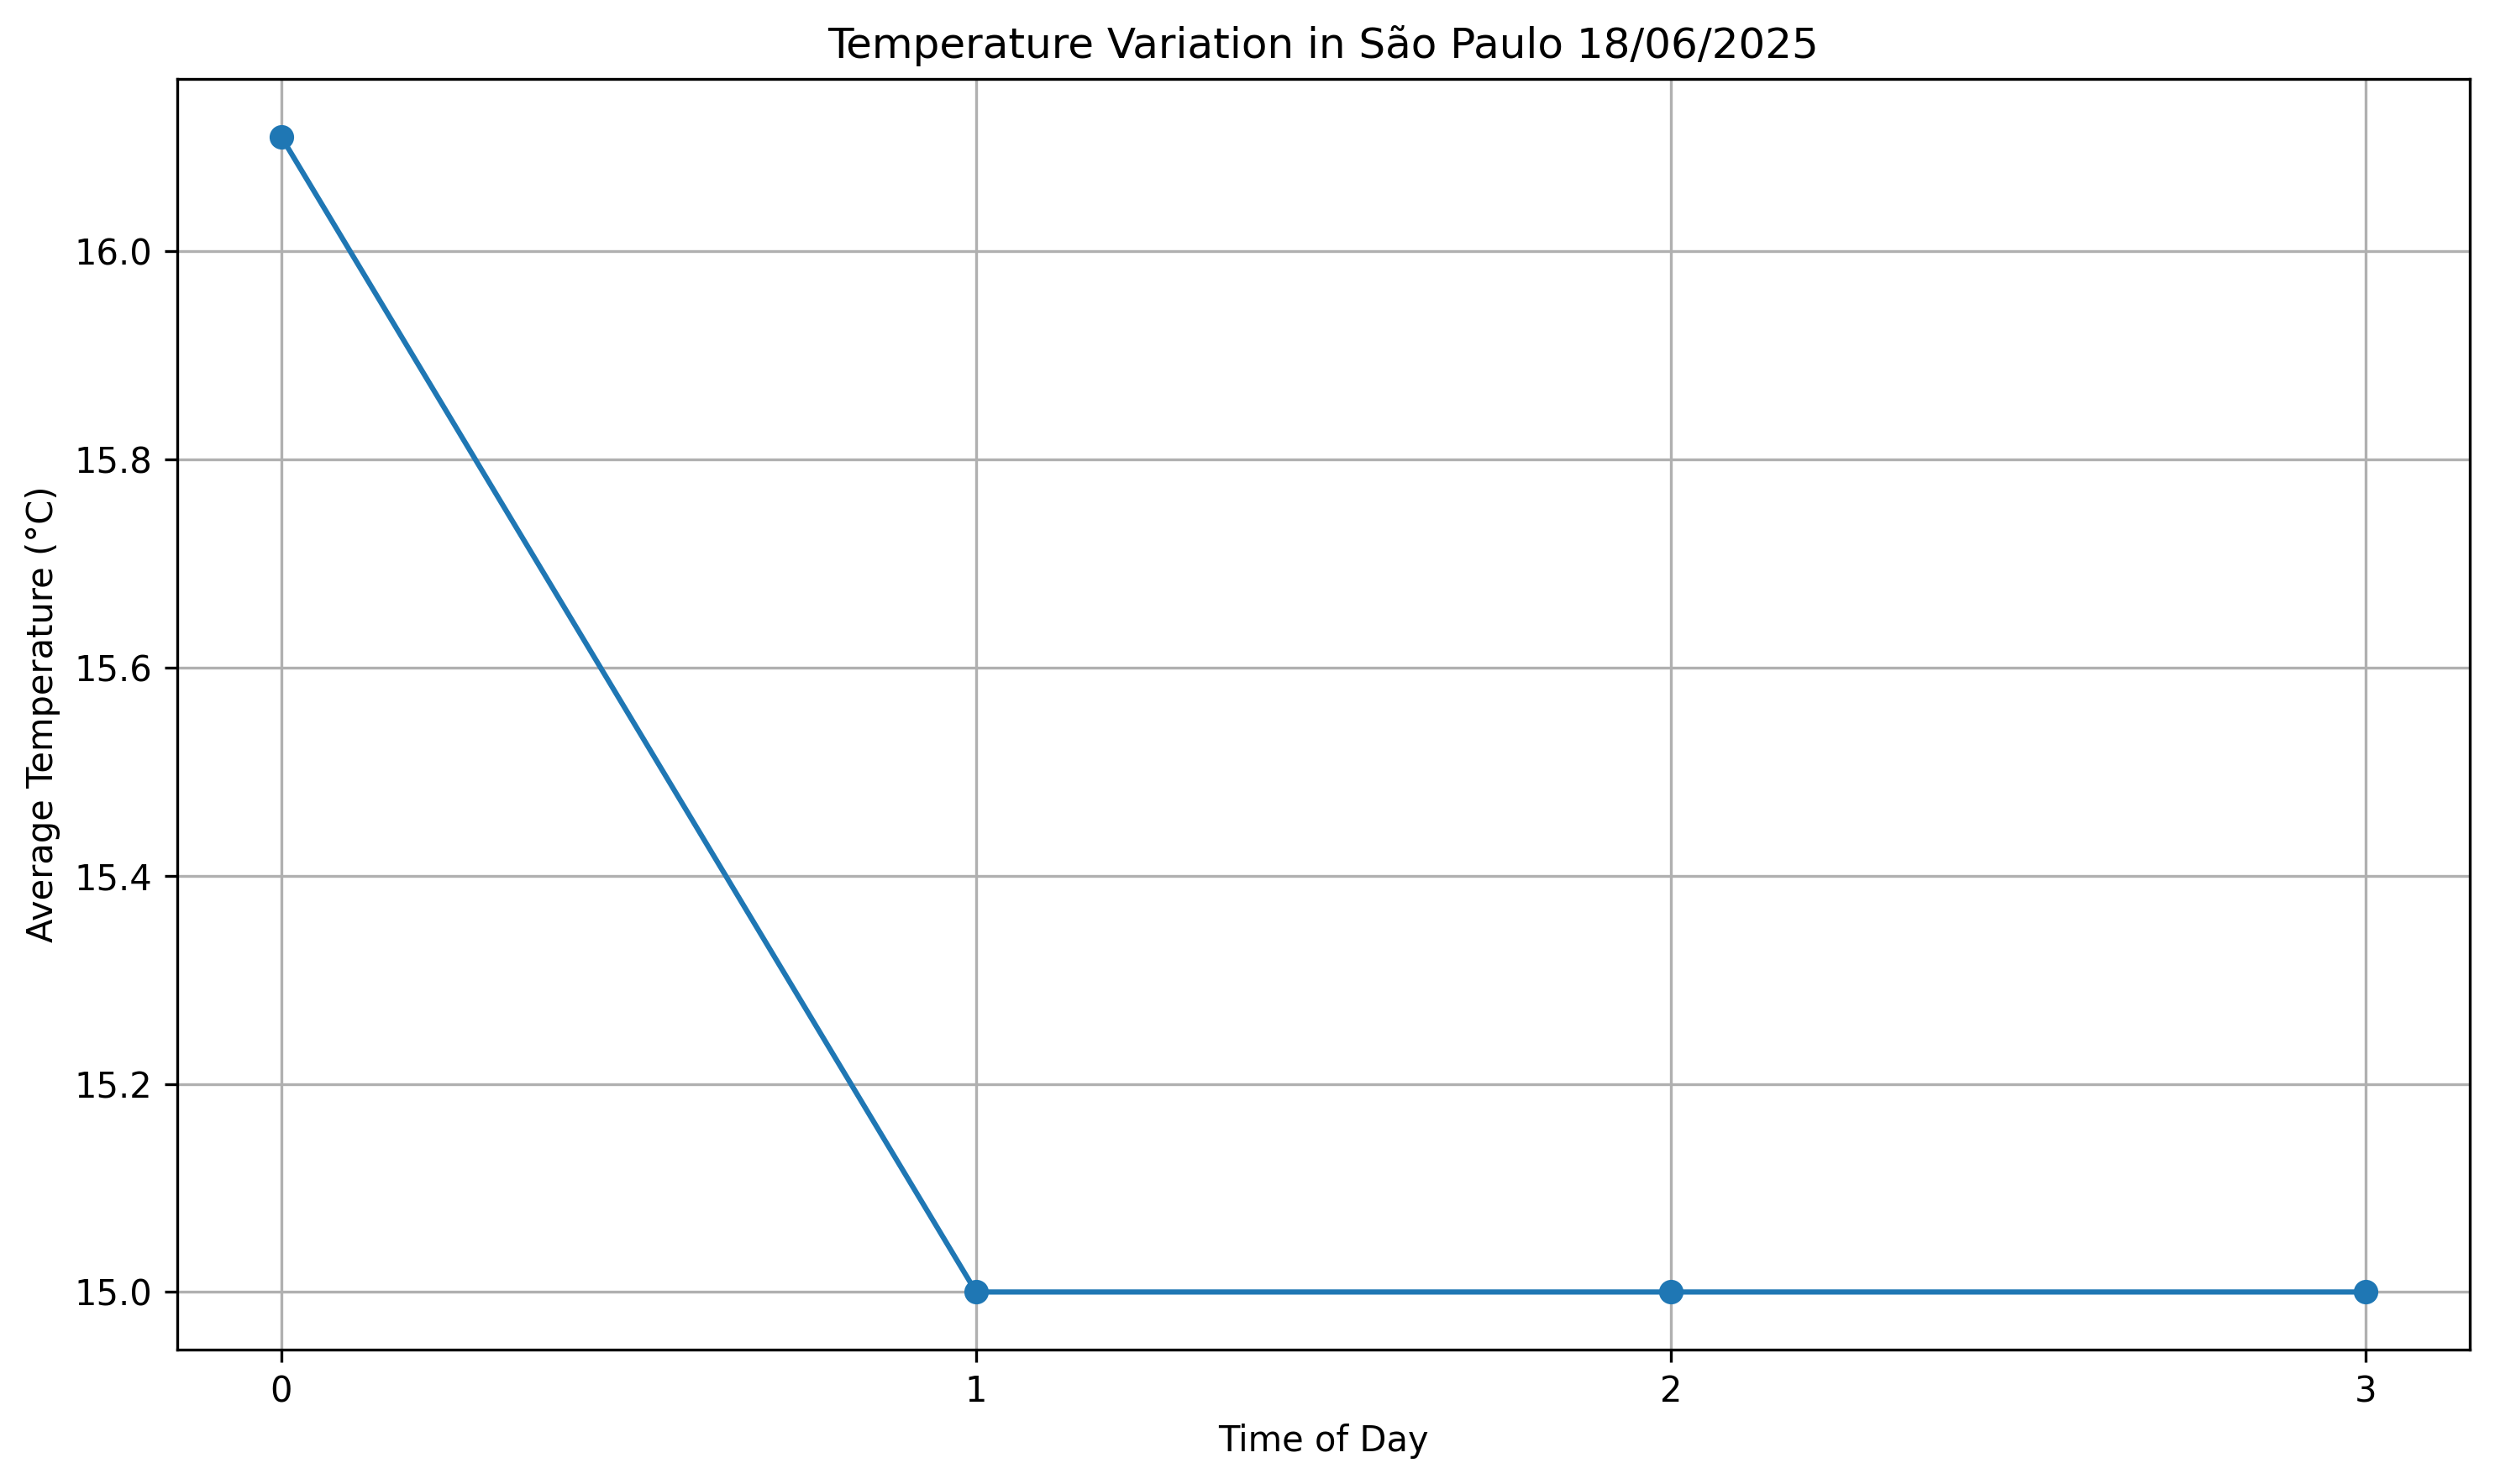 Temperature Variation in São Paulo 18/06/2025
Average Temperature (°C)
16.0
15.8
15.6
15.4
15.2
15.0
0 1 2 3
Time of Day